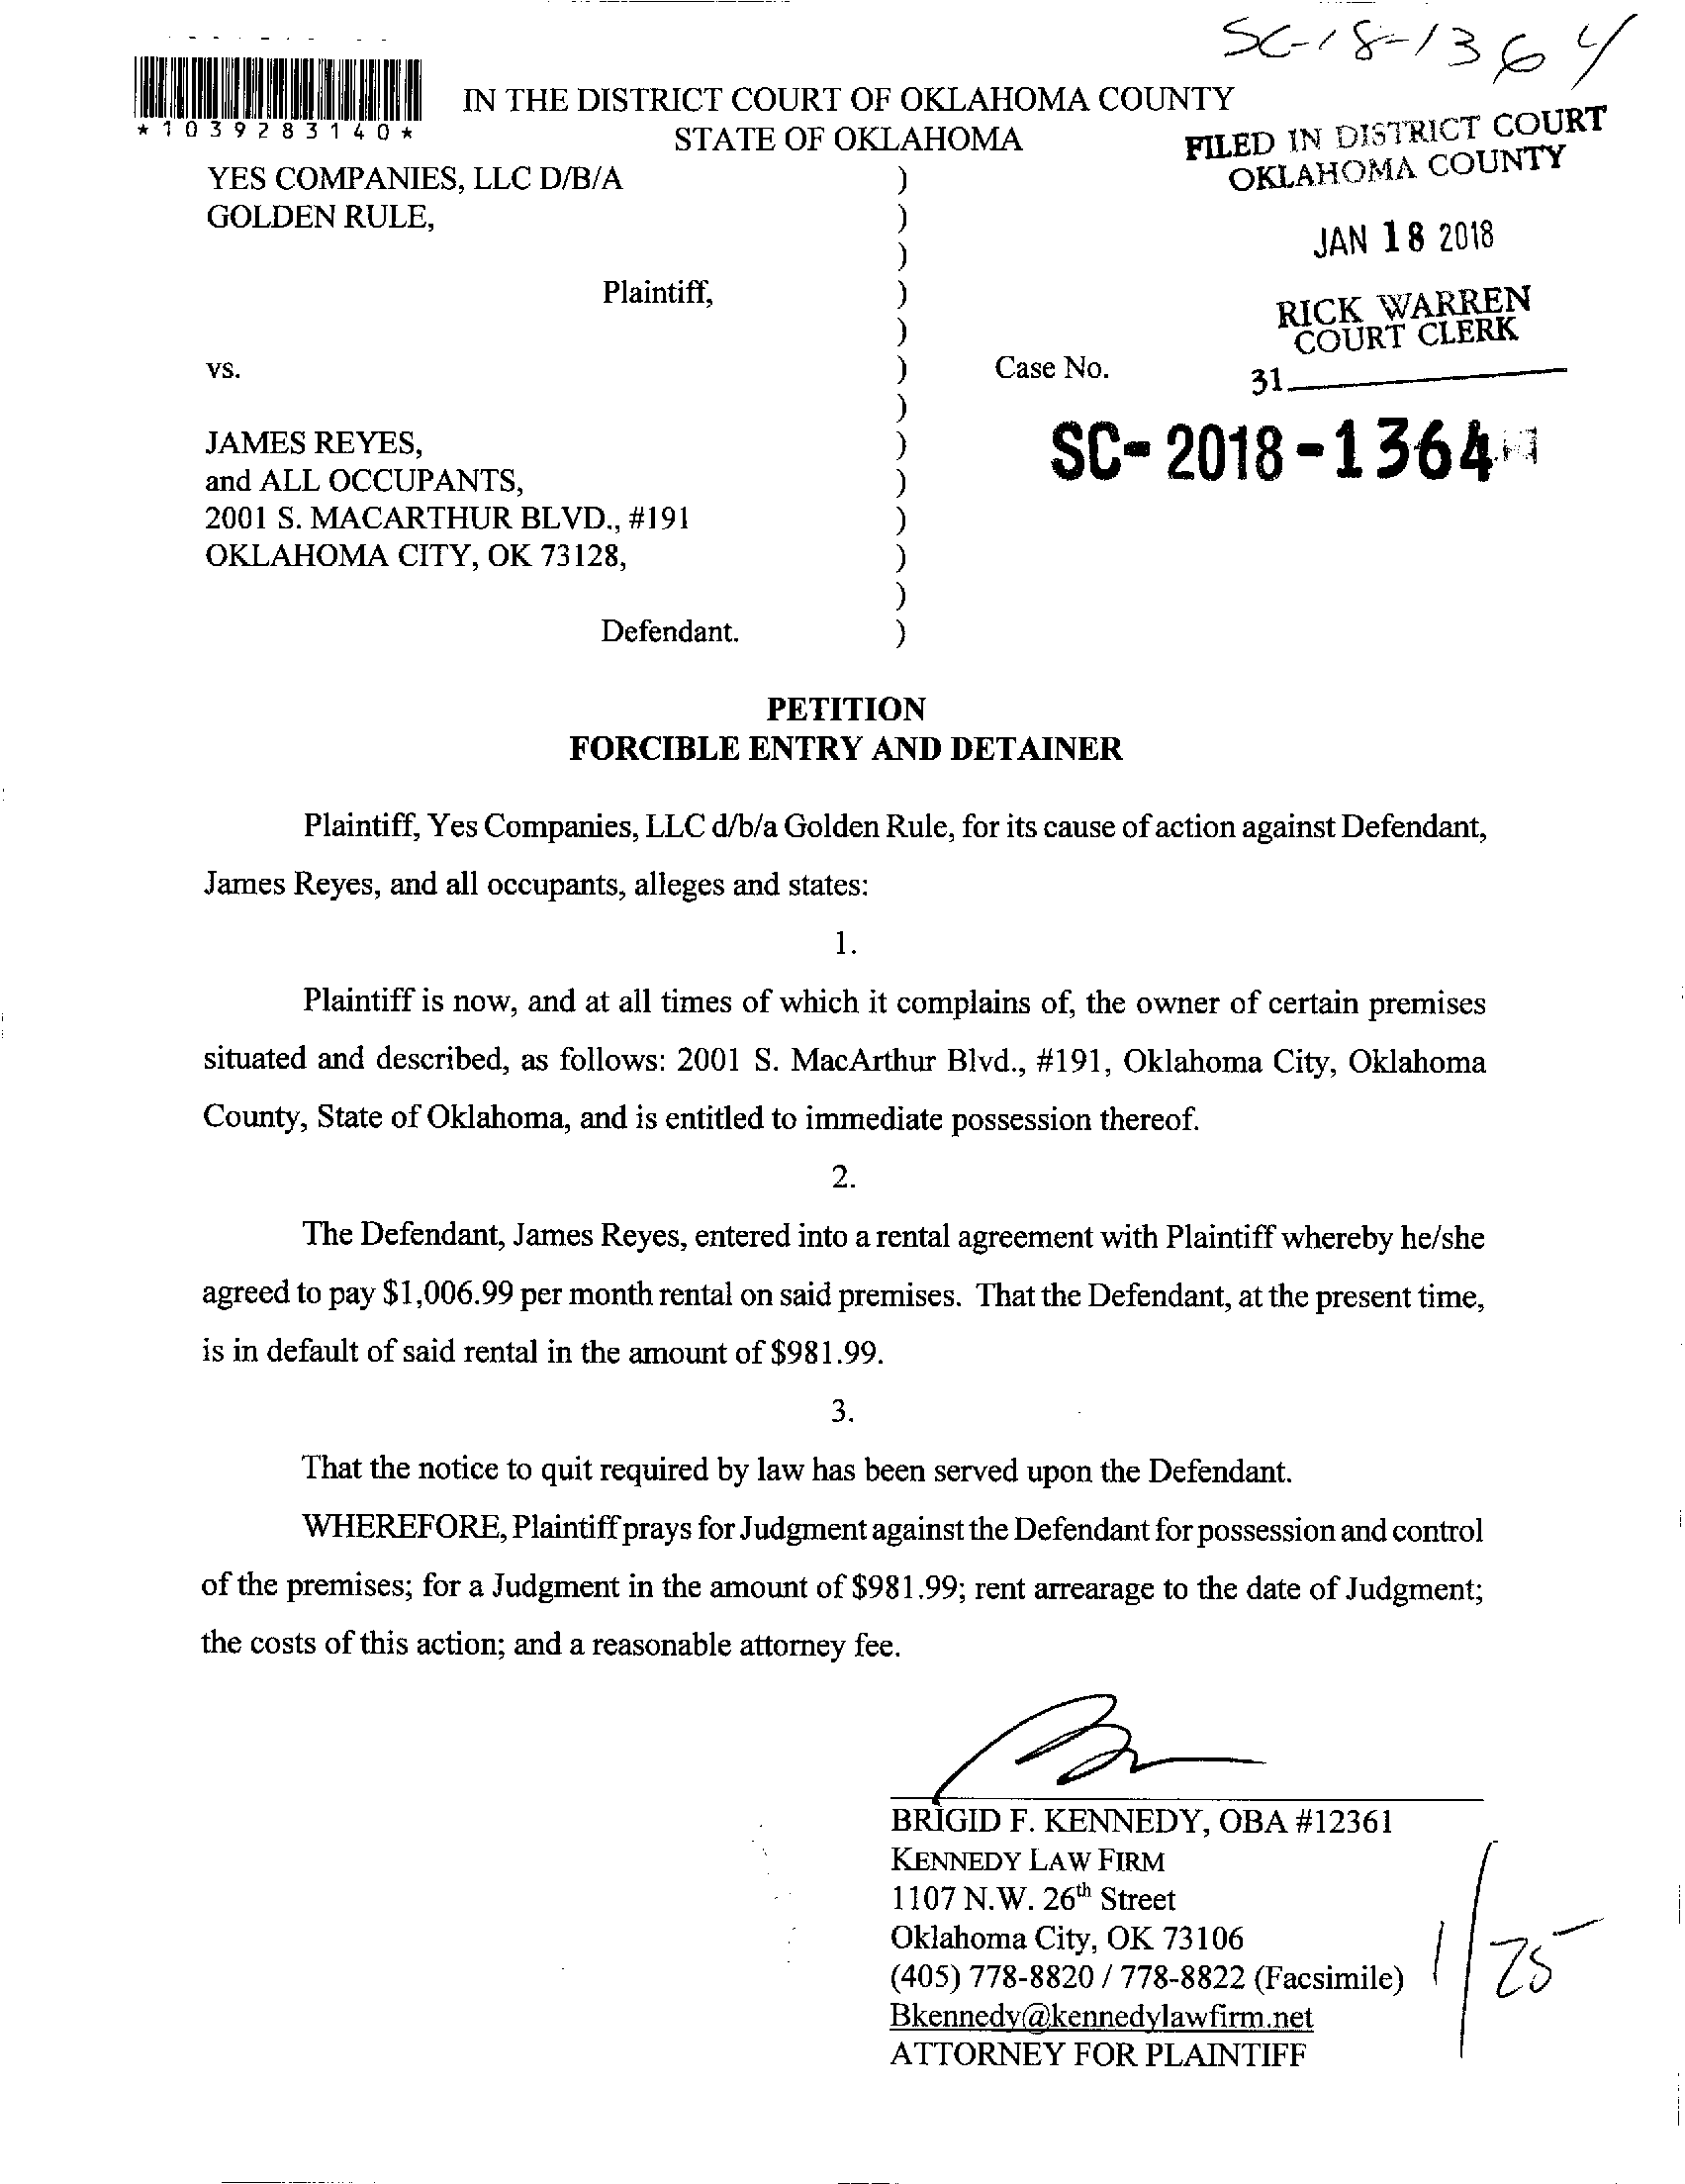 SC-18-1364
*1039283140*
IN THE DISTRICT COURT OF OKLAHOMA COUNTY
STATE OF OKLAHOMA
FILED IN DISTRICT COURT
OKLAHOMA COUNTY
JAN 18 2018
RICK WARREN
COURT CLERK
31
YES COMPANIES, LLC D/B/A )
GOLDEN RULE, )
)
Plaintiff, )
)
vs. ) Case No.
)
SC-2018-1364
JAMES REYES, )
and ALL OCCUPANTS, )
2001 S. MACARTHUR BLVD., #191 )
OKLAHOMA CITY, OK 73128, )
)
Defendant. )
PETITION
FORCIBLE ENTRY AND DETAINER
Plaintiff, Yes Companies, LLC d/b/a Golden Rule, for its cause of action against Defendant,
James Reyes, and all occupants, alleges and states:
1.
Plaintiff is now, and at all times of which it complains of, the owner of certain premises
situated and described, as follows: 2001 S. MacArthur Blvd., #191, Oklahoma City, Oklahoma
County, State of Oklahoma, and is entitled to immediate possession thereof.
2.
The Defendant, James Reyes, entered into a rental agreement with Plaintiff whereby he/she
agreed to pay $1,006.99 per month rental on said premises. That the Defendant, at the present time,
is in default of said rental in the amount of $981.99.
3.
That the notice to quit required by law has been served upon the Defendant.
WHEREFORE, Plaintiff prays for Judgment against the Defendant for possession and control
of the premises; for a Judgment in the amount of $981.99; rent arrearage to the date of Judgment;
the costs of this action; and a reasonable attorney fee.
BRIGID F. KENNEDY, OBA #12361
KENNEDY LAW FIRM
1107 N.W. 26th Street
Oklahoma City, OK 73106
(405) 778-8820 / 778-8822 (Facsimile)
Bkennedy@kennedylawfirm.net
ATTORNEY FOR PLAINTIFF
1/25